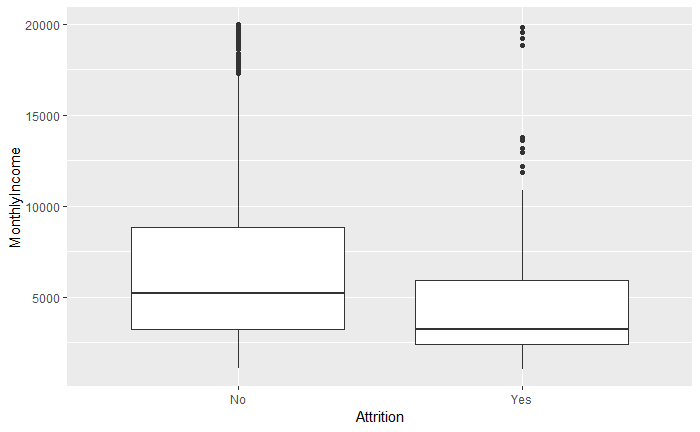 20000
15000
10000
5000
MonthlyIncome
No
Yes
Attrition